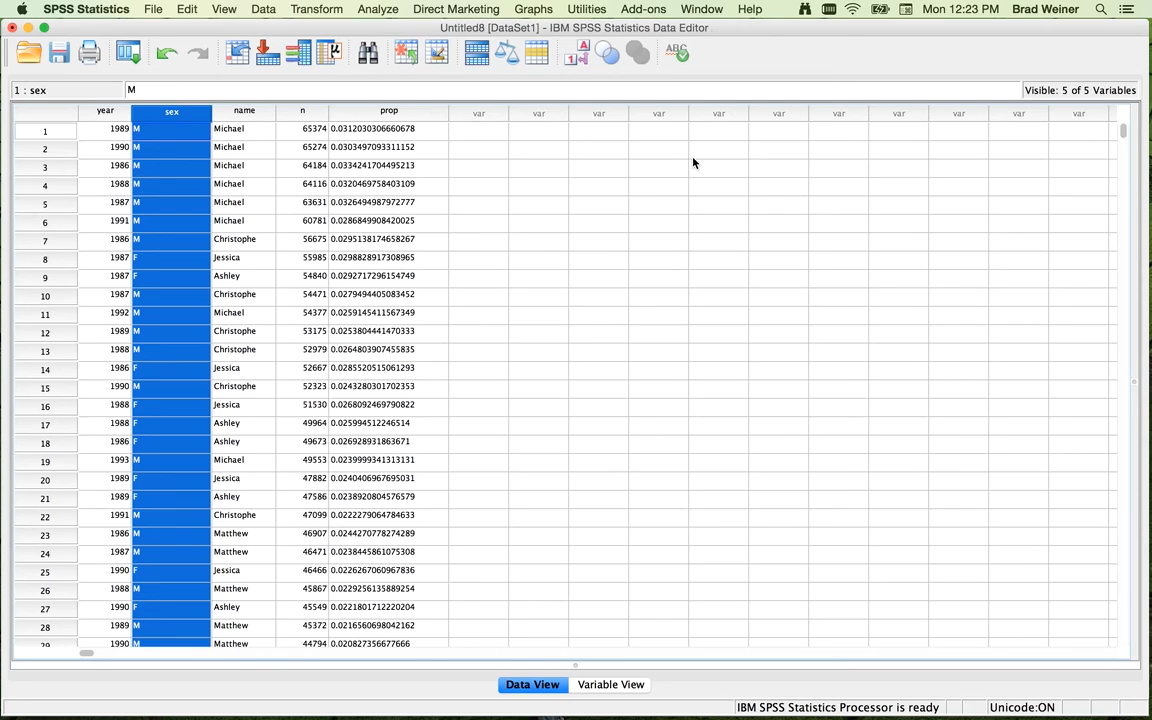 SPSS Statistics File Edit View Data Transform Analyze Direct Marketing Graphs Utilities Add-ons Window Help Mon 12:23 PM Brad Weiner
Untitled8 [DataSet1] - IBM SPSS Statistics Data Editor
1 : sex M Visible: 5 of 5 Variables
year sex name n prop var var var var var var var var var var var
1 1989 M Michael 65374 0.0312030306660678
2 1990 M Michael 65274 0.0303497093311152
3 1986 M Michael 64184 0.0334241704495213
4 1988 M Michael 64116 0.0320469758403109
5 1987 M Michael 63631 0.0326494987972777
6 1991 M Michael 60781 0.0286849908420025
7 1986 M Christophe 56675 0.0295138174658267
8 1987 F Jessica 55985 0.0298828917308965
9 1987 F Ashley 54840 0.0292717296154749
10 1987 M Christophe 54471 0.0279494405083452
11 1992 M Michael 54377 0.0259145411567349
12 1989 M Christophe 53175 0.0253804441470333
13 1988 M Christophe 52979 0.0264803907455835
14 1986 F Jessica 52667 0.0285520515061293
15 1990 M Christophe 52323 0.0243280301702353
16 1988 F Jessica 51530 0.0268092469790822
17 1988 F Ashley 49964 0.025994512246514
18 1986 F Ashley 49673 0.026928931863671
19 1993 M Michael 49553 0.0239999341313131
20 1989 F Jessica 47882 0.0240406967695031
21 1989 F Ashley 47586 0.0238920804576579
22 1991 M Christophe 47099 0.0222279064784633
23 1986 M Matthew 46907 0.0244270778274289
24 1987 M Matthew 46471 0.0238445861075308
25 1990 F Jessica 46466 0.0226267060967836
26 1988 M Matthew 45867 0.0229256135889254
27 1990 F Ashley 45549 0.0221801712220204
28 1989 M Matthew 45372 0.0216560698042162
29 1990 M Matthew 44794 0.020827356677666
Data View Variable View
IBM SPSS Statistics Processor is ready Unicode:ON